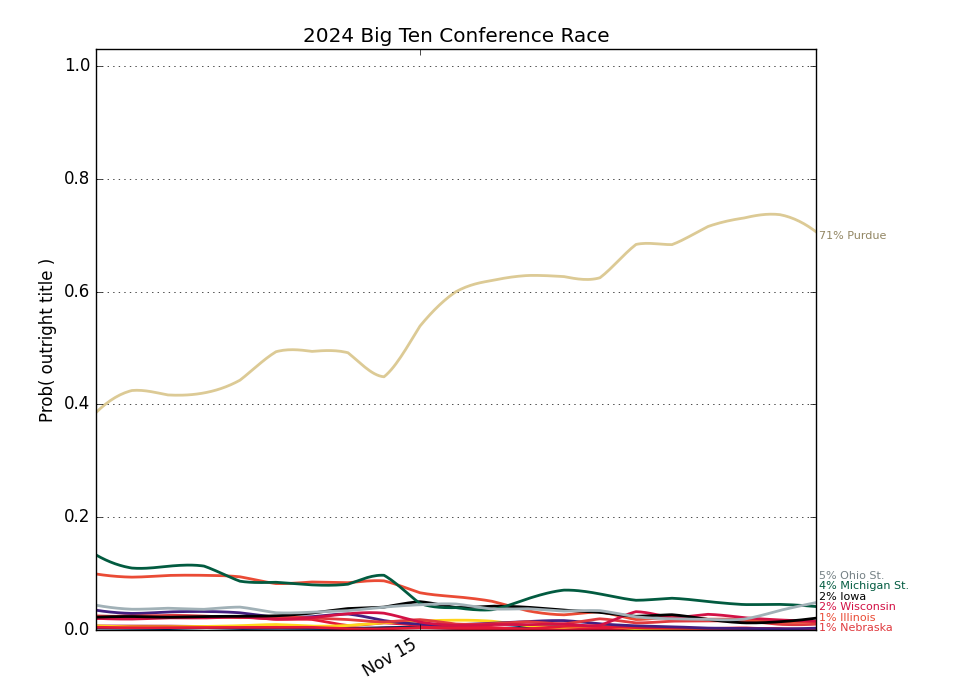 2024 Big Ten Conference Race
Prob( outright title )
1.0
0.8
0.6
0.4
0.2
0.0
Nov 15
71% Purdue
5% Ohio St.
4% Michigan St.
2% Iowa
2% Wisconsin
1% Illinois
1% Nebraska